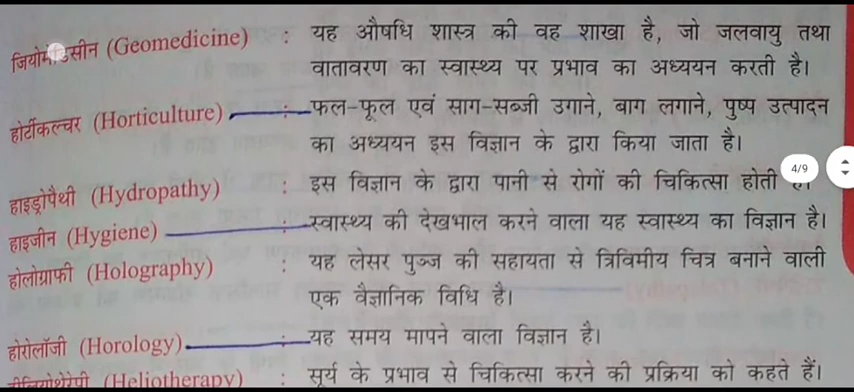 (Geomedicine) : यह औषधि शास्त्र की वह शाखा है, जो जलवायु तथा
वातावरण का स्वास्थ्य पर प्रभाव का अध्ययन करती है।
होर्टीकल्चर (Horticulture) : फल-फूल एवं साग-सब्जी उगाने, बाग लगाने, पुष्प उत्पादन
का अध्ययन इस विज्ञान के द्वारा किया जाता है।
4/9
हाइड्रोपैथी (Hydropathy) : इस विज्ञान के द्वारा पानी से रोगों की चिकित्सा होती
हाइजीन (Hygiene) : स्वास्थ्य की देखभाल करने वाला यह स्वास्थ्य का विज्ञान है।
होलोग्राफी (Holography) : यह लेसर पुञ्ज की सहायता से त्रिविमीय चित्र बनाने वाली
एक वैज्ञानिक विधि है।
होरोलॉजी (Horology) : यह समय मापने वाला विज्ञान है।
(Heliotherapy) : सूर्य के प्रभाव से चिकित्सा करने की प्रक्रिया को कहते हैं।